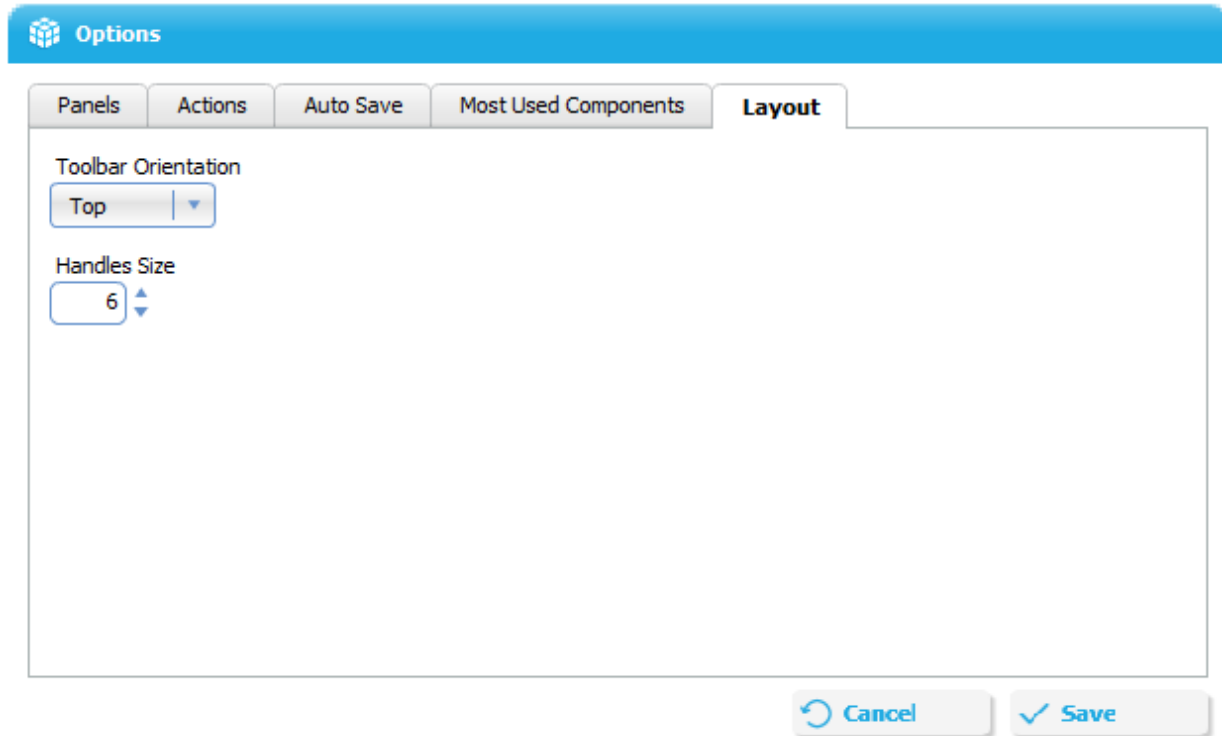 Options
Panels Actions Auto Save Most Used Components Layout
Toolbar Orientation
Top
Handles Size
6
Cancel Save